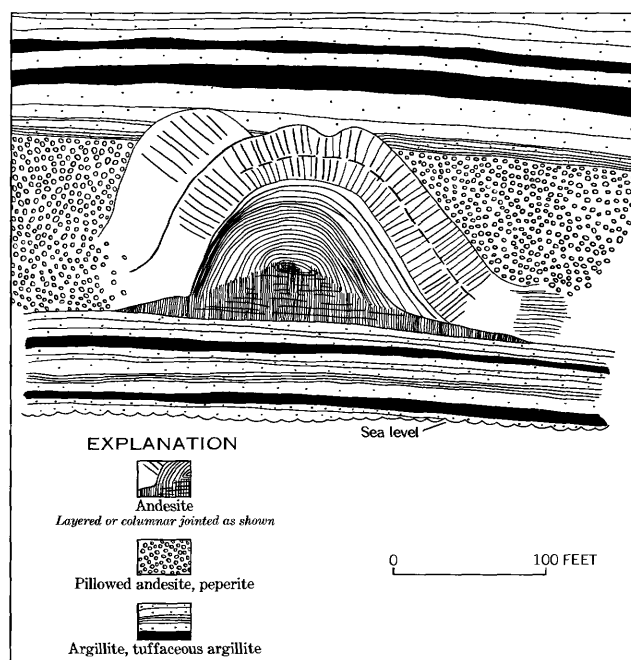 Sea level
EXPLANATION
Andesite
Layered or columnar jointed as shown
Pillowed andesite, peperite
Argillite, tuffaceous argillite
0 100 FEET